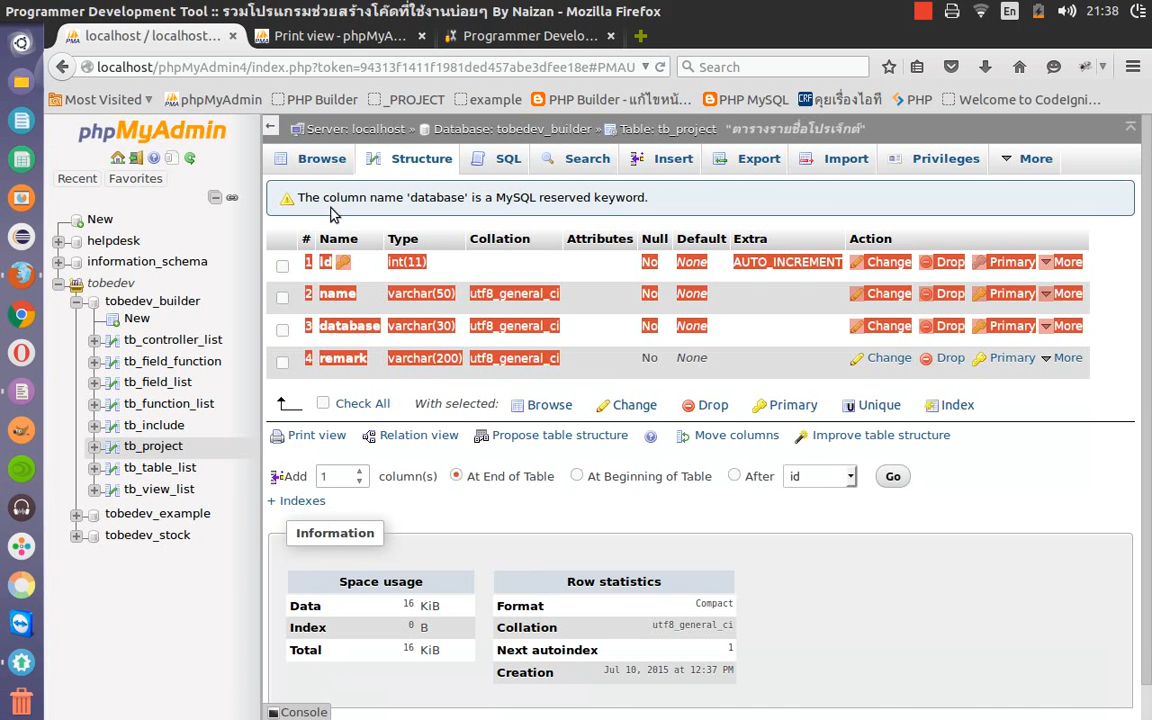 Programmer Development Tool :: รวมโปรแกรมช่วยสร้างโค๊ดที่ใช้งานบ่อยๆ By Naizan - Mozilla Firefox
En
21:38
localhost / localhost...
Print view - phpMyA...
Programmer Develo...
localhost/phpMyAdmin4/index.php?token=94313f1411f1981ded457abe3dfee18e#PMAU
Search
Most Visited
phpMyAdmin
PHP Builder
_PROJECT
example
PHP Builder - แก้ไขหน้...
PHP MySQL
CRF คุยเรื่องไอที
PHP
Welcome to CodeIgni...
phpMyAdmin
Recent
Favorites
New
helpdesk
information_schema
tobedev
tobedev_builder
New
tb_controller_list
tb_field_function
tb_field_list
tb_function_list
tb_include
tb_project
tb_table_list
tb_view_list
tobedev_example
tobedev_stock
Server: localhost » Database: tobedev_builder » Table: tb_project "ตารางรายชื่อโปรเจ็กต์"
Browse
Structure
SQL
Search
Insert
Export
Import
Privileges
More
The column name 'database' is a MySQL reserved keyword.
# Name Type Collation Attributes Null Default Extra Action
1 id int(11) No None AUTO_INCREMENT Change Drop Primary More
2 name varchar(50) utf8_general_ci No None Change Drop Primary More
3 database varchar(30) utf8_general_ci No None Change Drop Primary More
4 remark varchar(200) utf8_general_ci No None Change Drop Primary More
Check All With selected: Browse Change Drop Primary Unique Index
Print view Relation view Propose table structure Move columns Improve table structure
Add 1 column(s) At End of Table At Beginning of Table After id Go
+ Indexes
Information
Space usage
Data 16 KiB
Index 0 B
Total 16 KiB
Row statistics
Format Compact
Collation utf8_general_ci
Next autoindex 1
Creation Jul 10, 2015 at 12:37 PM
Console